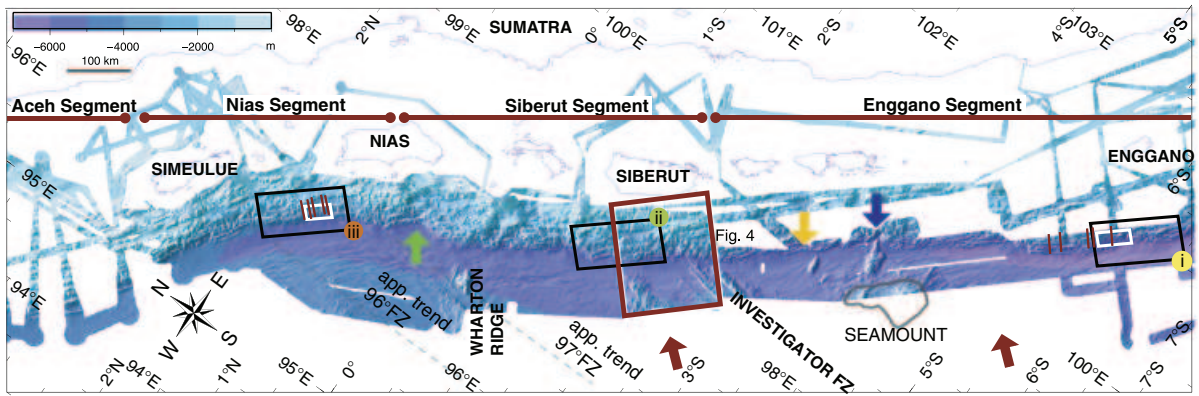 98°E
2°N
99°E
SUMATRA
0°
100°E
1°S
101°E
2°S
102°E
4°S
103°E
5°S
−6000
−4000
−2000
m
96°E
100 km
Aceh Segment
Nias Segment
Siberut Segment
Enggano Segment
NIAS
SIMEULUE
SIBERUT
ENGGANO
95°E
6°S
ii
iii
Fig. 4
i
N
E
W
S
94°E
app. trend
96°FZ
WHARTON
RIDGE
app. trend
97°FZ
INVESTIGATOR FZ
SEAMOUNT
7°S
2°N
94°E
1°N
95°E
0°
96°E
3°S
98°E
5°S
6°S
100°E
7°S